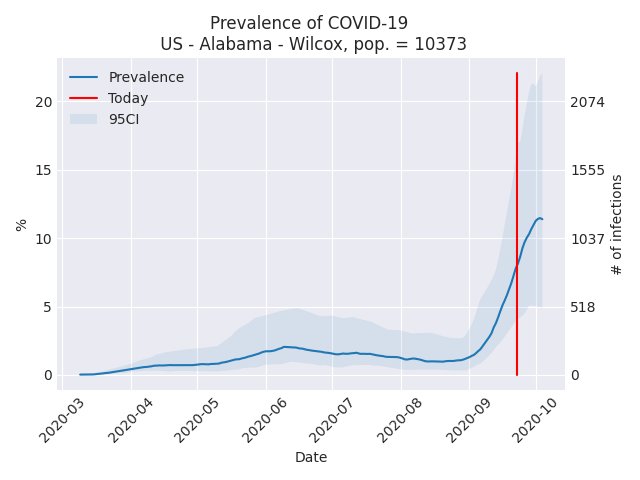 Prevalence of COVID-19
US - Alabama - Wilcox, pop. = 10373
Prevalence
Today
95CI
20
15
10
5
0
%
2074
1555
1037
518
0
# of infections
2020-03
2020-04
2020-05
2020-06
2020-07
2020-08
2020-09
2020-10
Date